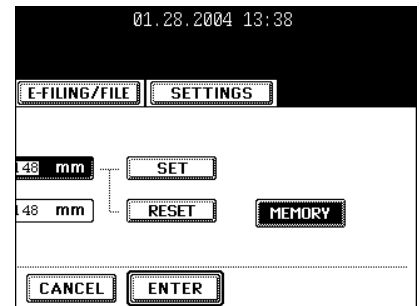 01.28.2004 13:38
E-FILING/FILE SETTINGS
148 mm SET
148 mm RESET MEMORY
CANCEL ENTER